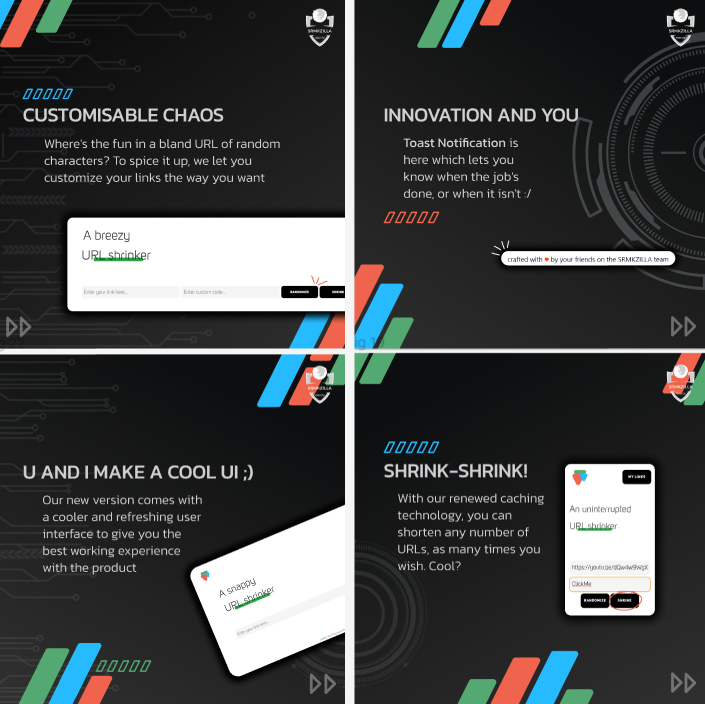 SRMKZILLA
CUSTOMISABLE CHAOS
Where's the fun in a bland URL of random
characters? To spice it up, we let you
customize your links the way you want
A breezy
URL shrinker
Enter your link here...
Enter custom code...
RANDOMIZE
SHRINK
SRMKZILLA
INNOVATION AND YOU
Toast Notification is
here which lets you
know when the job's
done, or when it isn't :/
crafted with ♥ by your friends on the SRMKZILLA team
SRMKZILLA
U AND I MAKE A COOL UI ;)
Our new version comes with
a cooler and refreshing user
interface to give you the
best working experience
with the product
A snappy
URL shrinker
Enter your link here...
SRMKZILLA
SHRINK-SHRINK!
With our renewed caching
technology, you can
shorten any number of
URLs, as many times you
wish. Cool?
MY LINKS
An uninterrupted
URL shrinker
https://youtu.be/dQw4w9WgX
ClickMe
RANDOMIZE
SHRINK